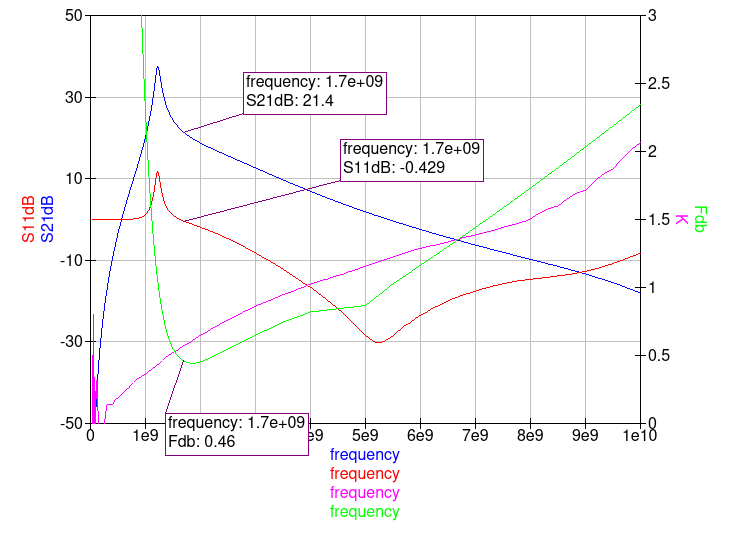 50
30
10
-10
-30
-50
S11dB
S21dB
frequency: 1.7e+09
S21dB: 21.4
frequency: 1.7e+09
S11dB: -0.429
frequency: 1.7e+09
Fdb: 0.46
3
2.5
2
1.5
1
0.5
0
Fdb
K
0 1e9 e9 5e9 6e9 7e9 8e9 9e9 1e10
frequency
frequency
frequency
frequency